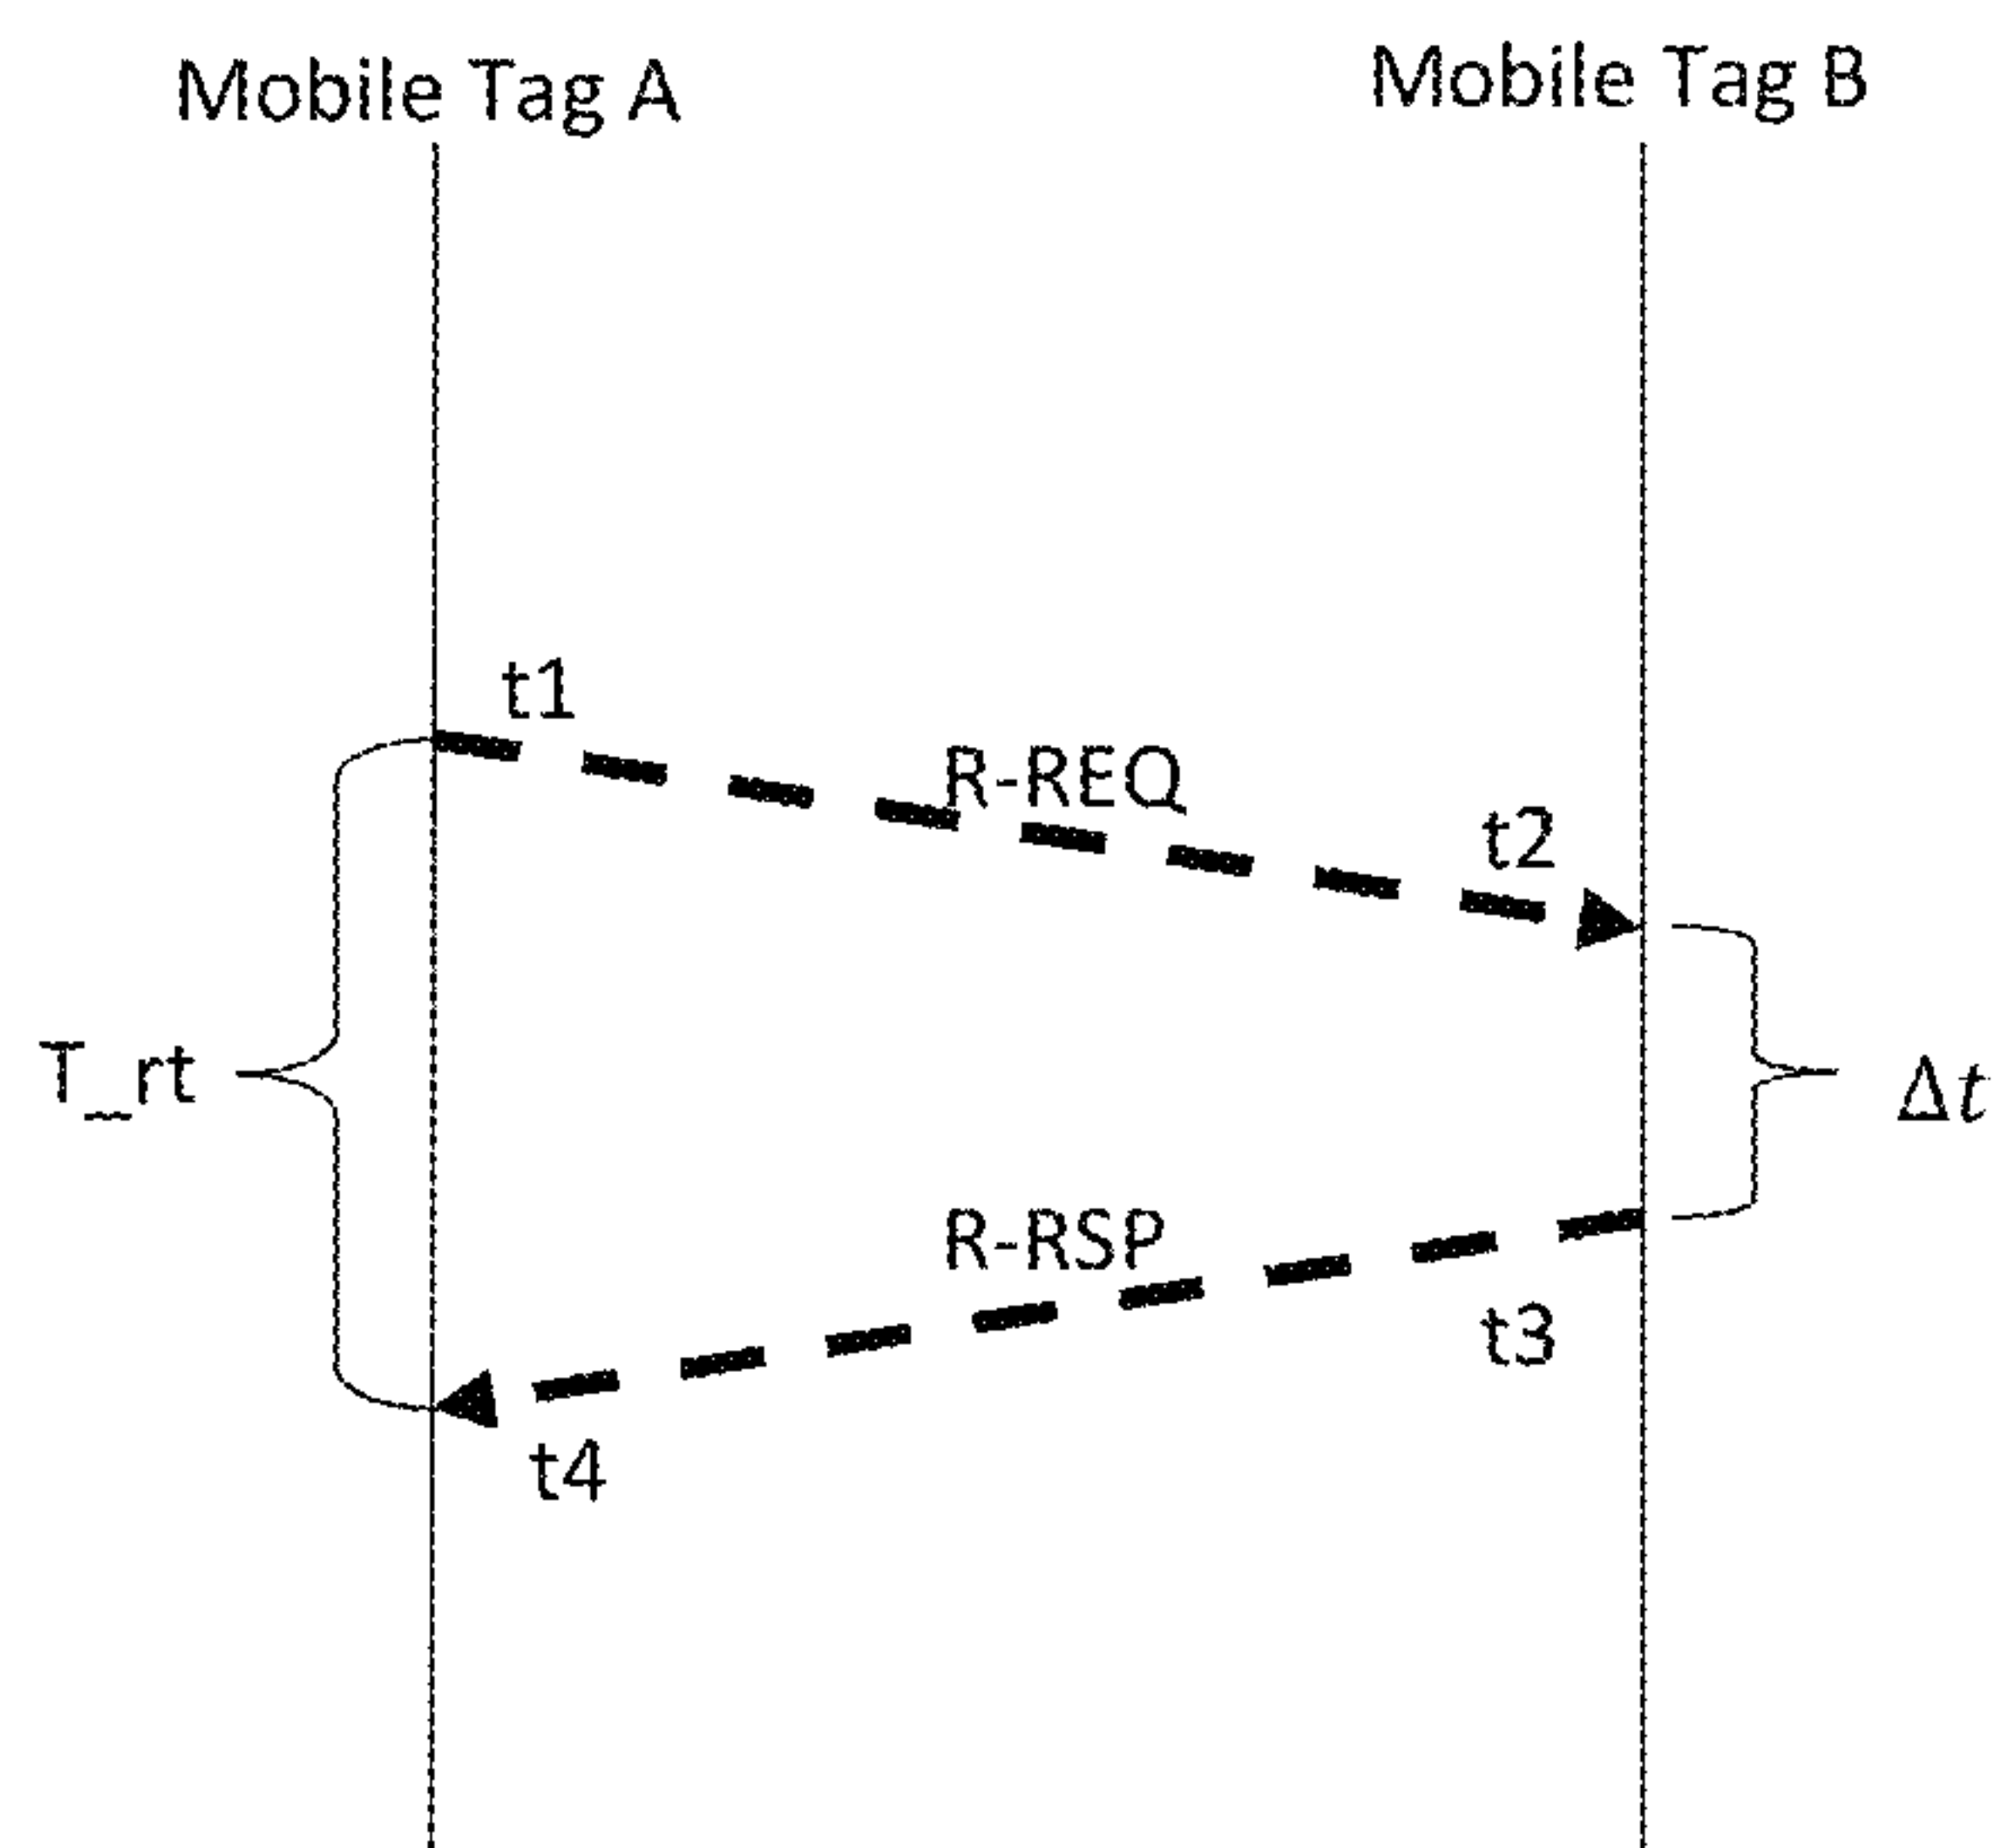 Mobile Tag A
Mobile Tag B
t1
R-REQ
t2
T_rt
Δt
R-RSP
t3
t4